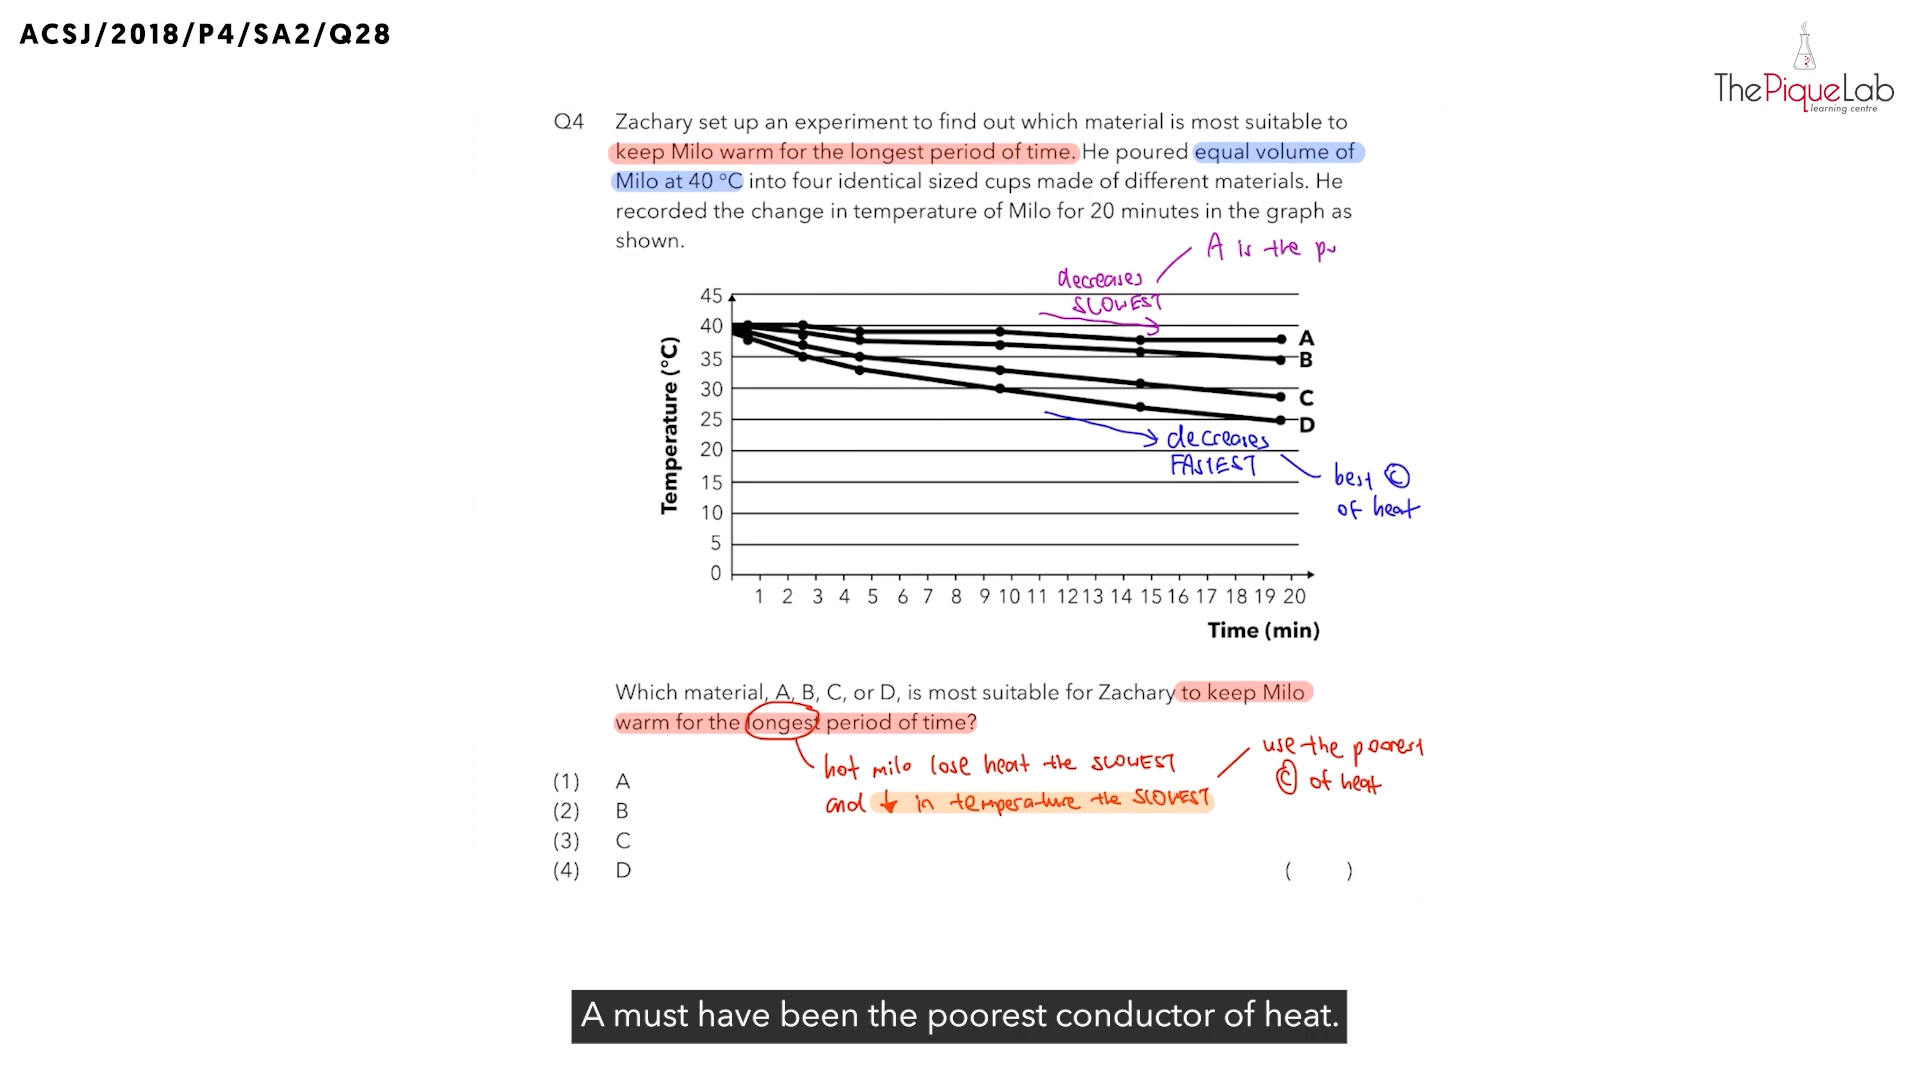 ACSJ/2018/P4/SA2/Q28
ThePiqueLab
learning centre
Q4 Zachary set up an experiment to find out which material is most suitable to
keep Milo warm for the longest period of time. He poured equal volume of
Milo at 40 °C into four identical sized cups made of different materials. He
recorded the change in temperature of Milo for 20 minutes in the graph as
shown.
A is the po
decreases
SLOWEST
45
40
35
30
25
20
15
10
5
0
Temperature (°C)
A
B
C
D
decreases
FASTEST
best C
of heat
1 2 3 4 5 6 7 8 9 10 11 12 13 14 15 16 17 18 19 20
Time (min)
Which material, A, B, C, or D, is most suitable for Zachary to keep Milo
warm for the longest period of time?
hot milo lose heat the SLOWEST
and ↓ in temperature the SLOWEST
use the poorest
C of heat
(1) A
(2) B
(3) C
(4) D ( )
A must have been the poorest conductor of heat.